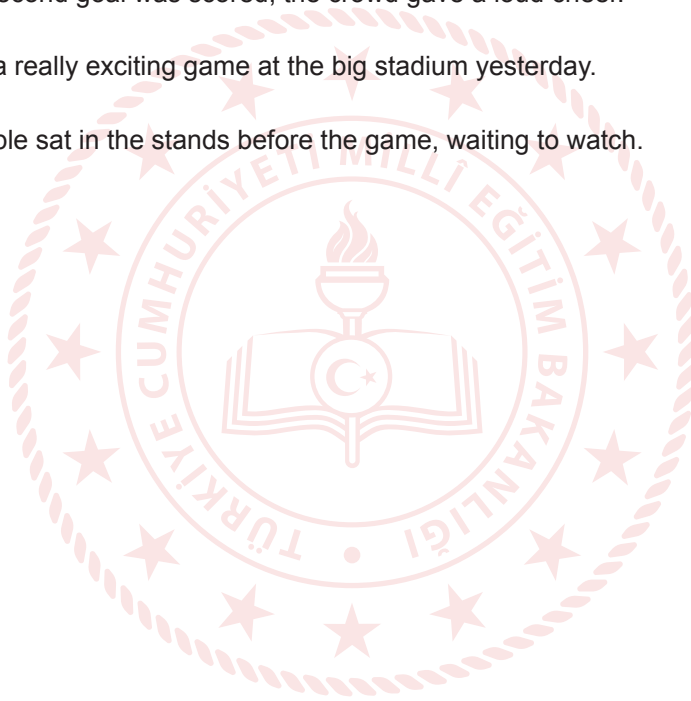 second goal was scored, the crowd gave a loud cheer.
a really exciting game at the big stadium yesterday.
sat in the stands before the game, waiting to watch.
TÜRKİYE CUMHURİYETİ MİLLÎ EĞİTİM BAKANLIĞI